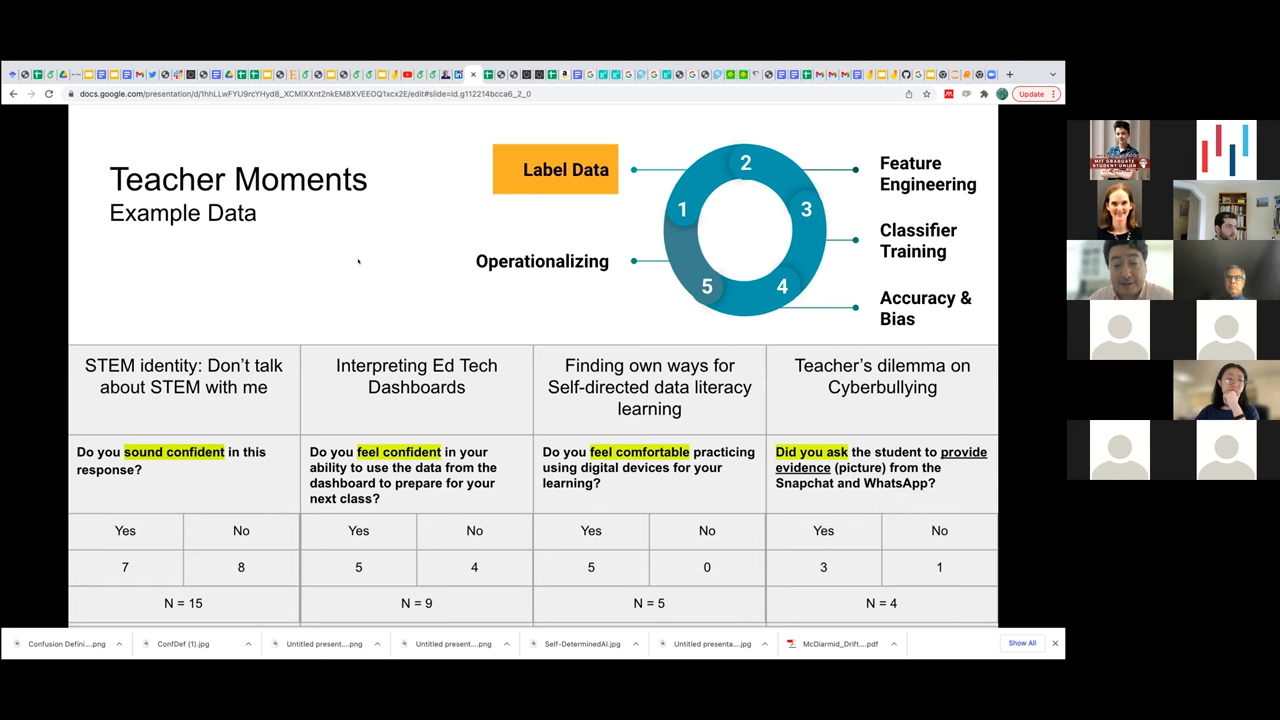 docs.google.com/presentation/d/1hhLLwFYU9rcYHyd8_XCMlXXnt2nkEM8XVEEOQ1xcx2E/edit#slide=id.g112214bcca6_2_0
Update
Teacher Moments
Example Data
Label Data
Operationalizing
1
2
3
4
5
Feature
Engineering
Classifier
Training
Accuracy &
Bias
STEM identity: Don't talk
about STEM with me
Interpreting Ed Tech
Dashboards
Finding own ways for
Self-directed data literacy
learning
Teacher's dilemma on
Cyberbullying
Do you sound confident in this
response?
Do you feel confident in your
ability to use the data from the
dashboard to prepare for your
next class?
Do you feel comfortable practicing
using digital devices for your
learning?
Did you ask the student to provide
evidence (picture) from the
Snapchat and WhatsApp?
Yes No Yes No Yes No Yes No
7 8 5 4 5 0 3 1
N = 15 N = 9 N = 5 N = 4
MIT GRADUATE
STUDENT UNION
Confusion Defini....png
ConfDef (1).jpg
Untitled present....png
Untitled present....png
Self-DeterminedAI.jpg
Untitled presenta....jpg
McDiarmid_Drift....pdf
Show All